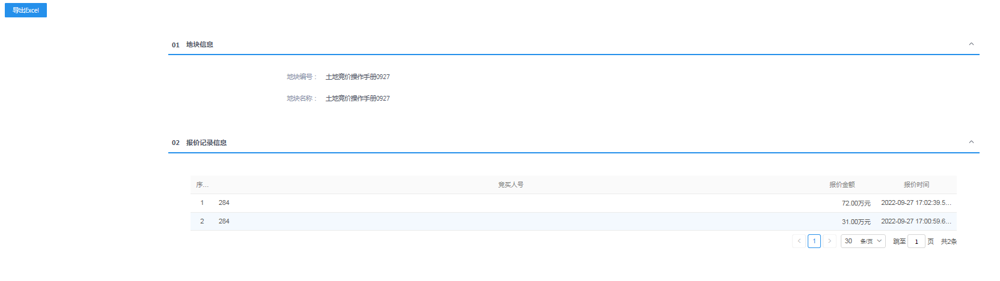 导出Excel
01 地块信息
地块编号： 土地竞价操作手册0927
地块名称： 土地竞价操作手册0927
02 报价记录信息
序... 竞买人号 报价金额 报价时间
1 284 72.00万元 2022-09-27 17:02:39.5...
2 284 31.00万元 2022-09-27 17:00:59.6...
1 30 条/页 跳至 1 页 共2条